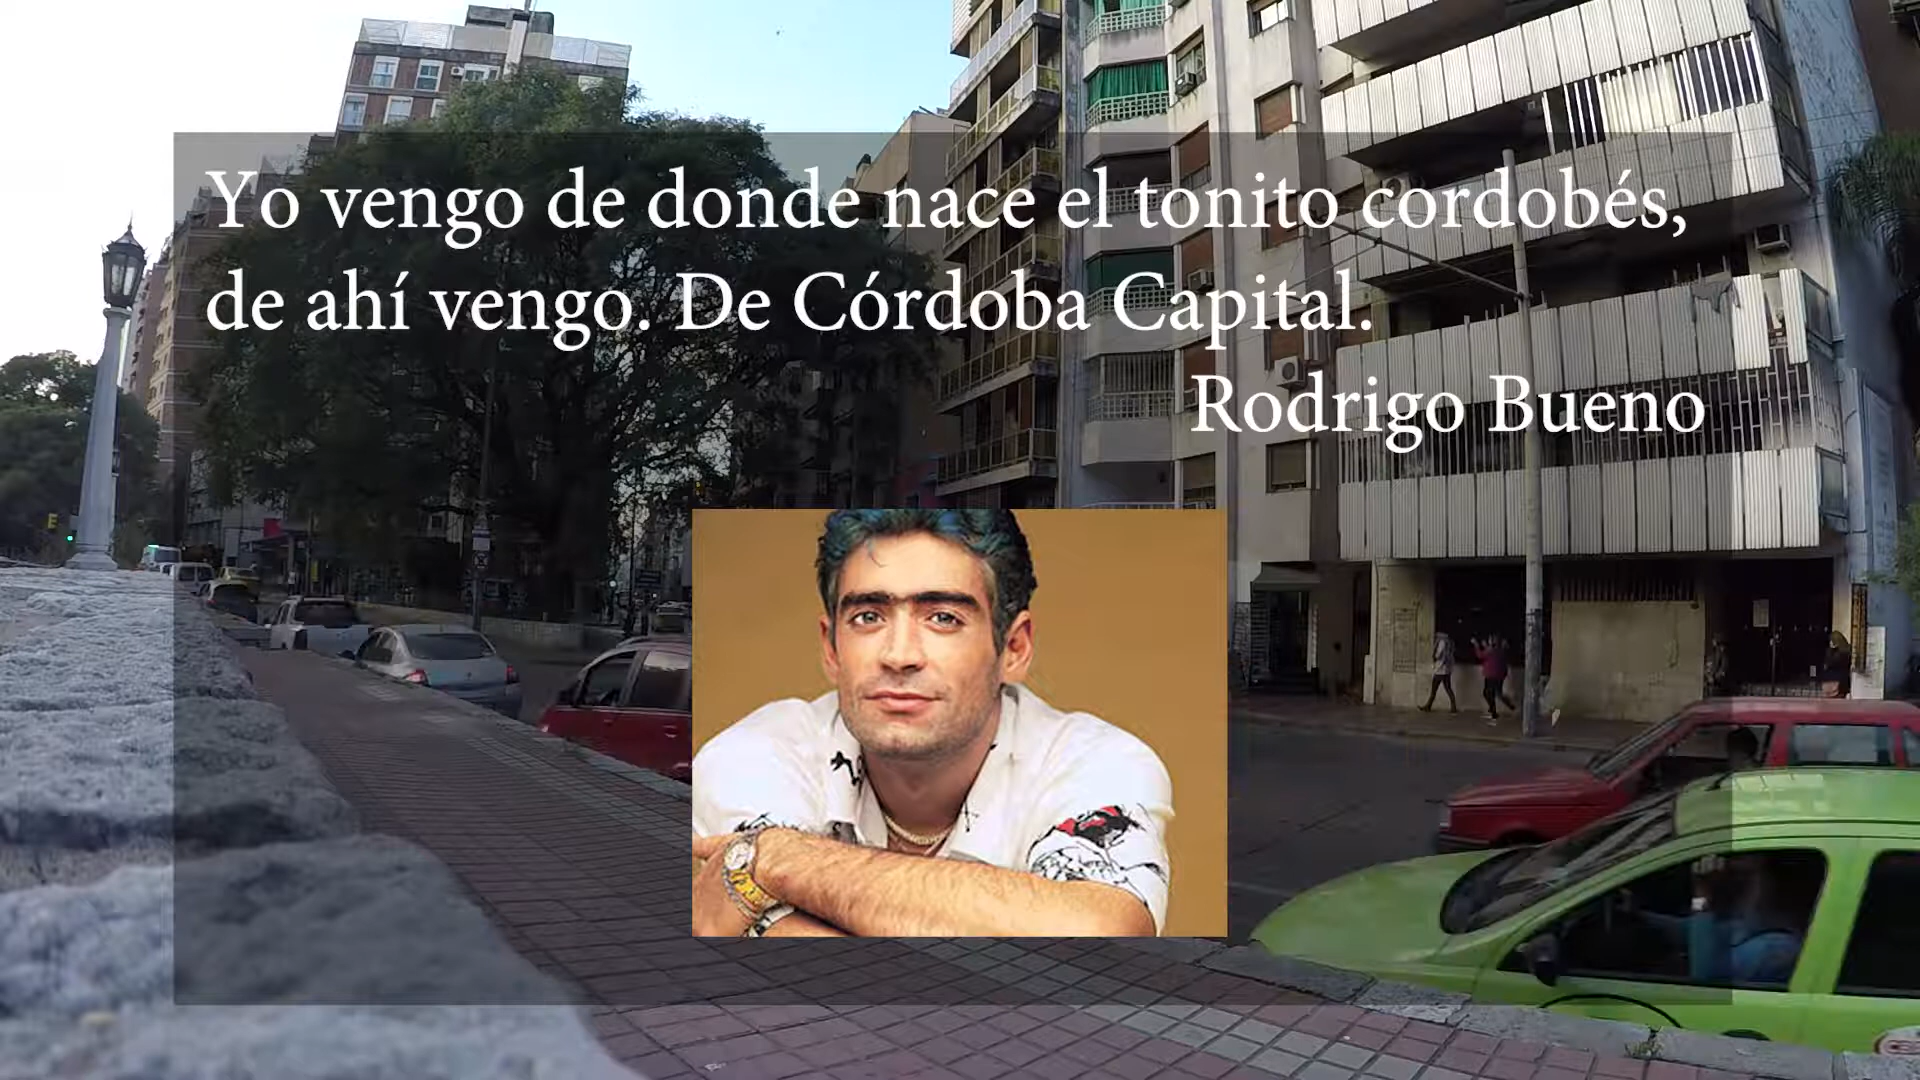 Yo vengo de donde nace el tonito cordobés,
de ahí vengo. De Córdoba Capital.
Rodrigo Bueno